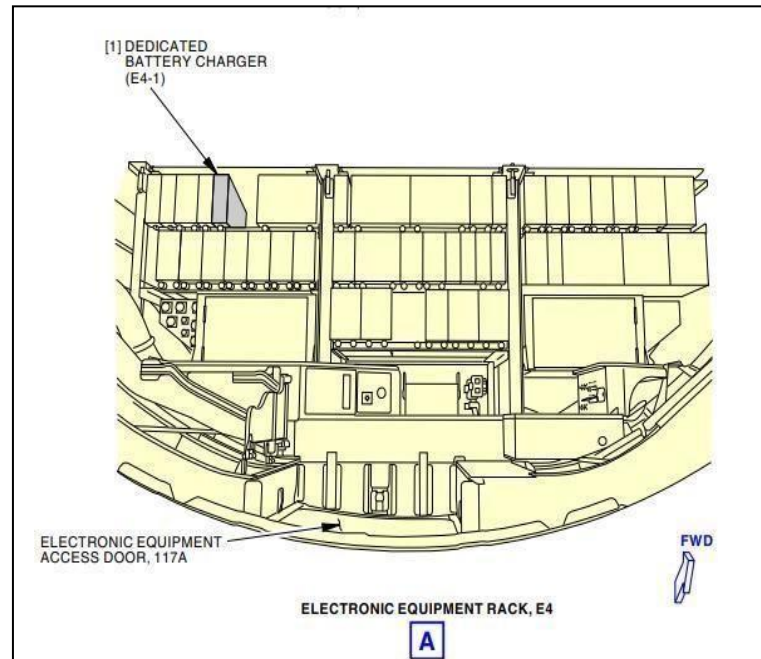 [1] DEDICATED
BATTERY CHARGER
(E4-1)
ELECTRONIC EQUIPMENT
ACCESS DOOR, 117A
FWD
ELECTRONIC EQUIPMENT RACK, E4
A